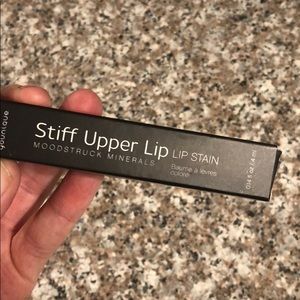 younique
Stiff Upper Lip LIP STAIN
MOODSTRUCK MINERALS
Baume à lèvres
coloré